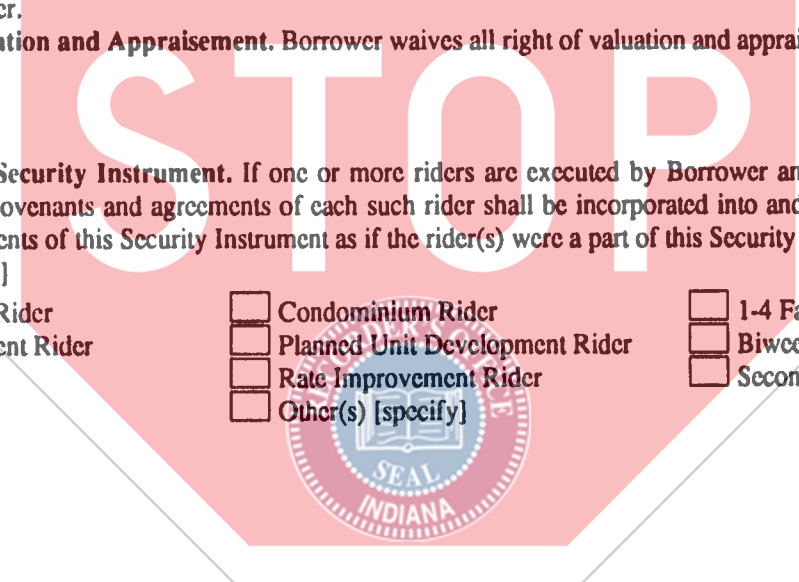 er.
ation and Appraisement. Borrower waives all right of valuation and apprai
STOP
Security Instrument. If one or more riders are executed by Borrower an
ovenants and agreements of each such rider shall be incorporated into and
ents of this Security Instrument as if the rider(s) were a part of this Security
]
Rider Condominium Rider 1-4 Fa
ent Rider Planned Unit Development Rider Biwee
Rate Improvement Rider Secon
Other(s) [specify]
RECORDER'S OFFICE
SEAL
INDIANA